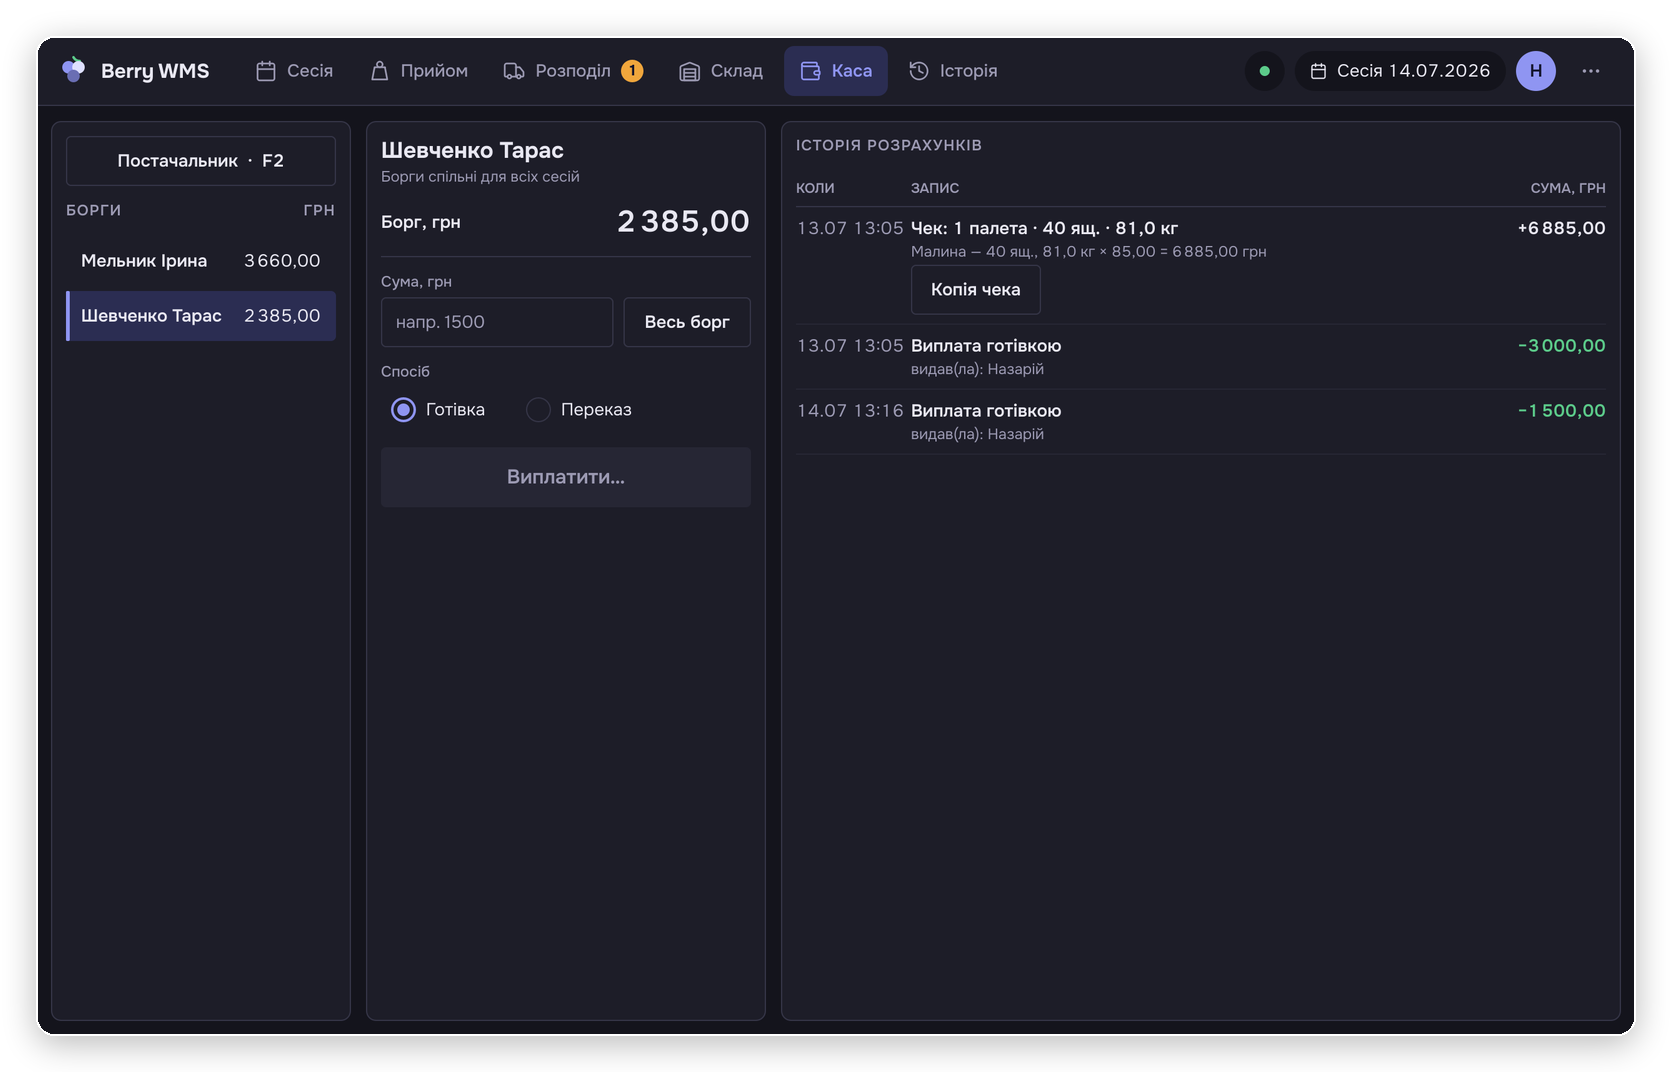 Berry WMS
Сесія
Прийом
Розподіл 1
Склад
Каса
Історія
Сесія 14.07.2026
Н
Постачальник · F2
БОРГИ ГРН
Мельник Ірина 3 660,00
Шевченко Тарас 2 385,00
Шевченко Тарас
Борги спільні для всіх сесій
Борг, грн 2 385,00
Сума, грн
напр. 1500
Весь борг
Спосіб
Готівка
Переказ
Виплатити...
ІСТОРІЯ РОЗРАХУНКІВ
КОЛИ ЗАПИС СУМА, ГРН
13.07 13:05 Чек: 1 палета · 40 ящ. · 81,0 кг +6 885,00
Малина — 40 ящ., 81,0 кг × 85,00 = 6 885,00 грн
Копія чека
13.07 13:05 Виплата готівкою −3 000,00
видав(ла): Назарій
14.07 13:16 Виплата готівкою −1 500,00
видав(ла): Назарій